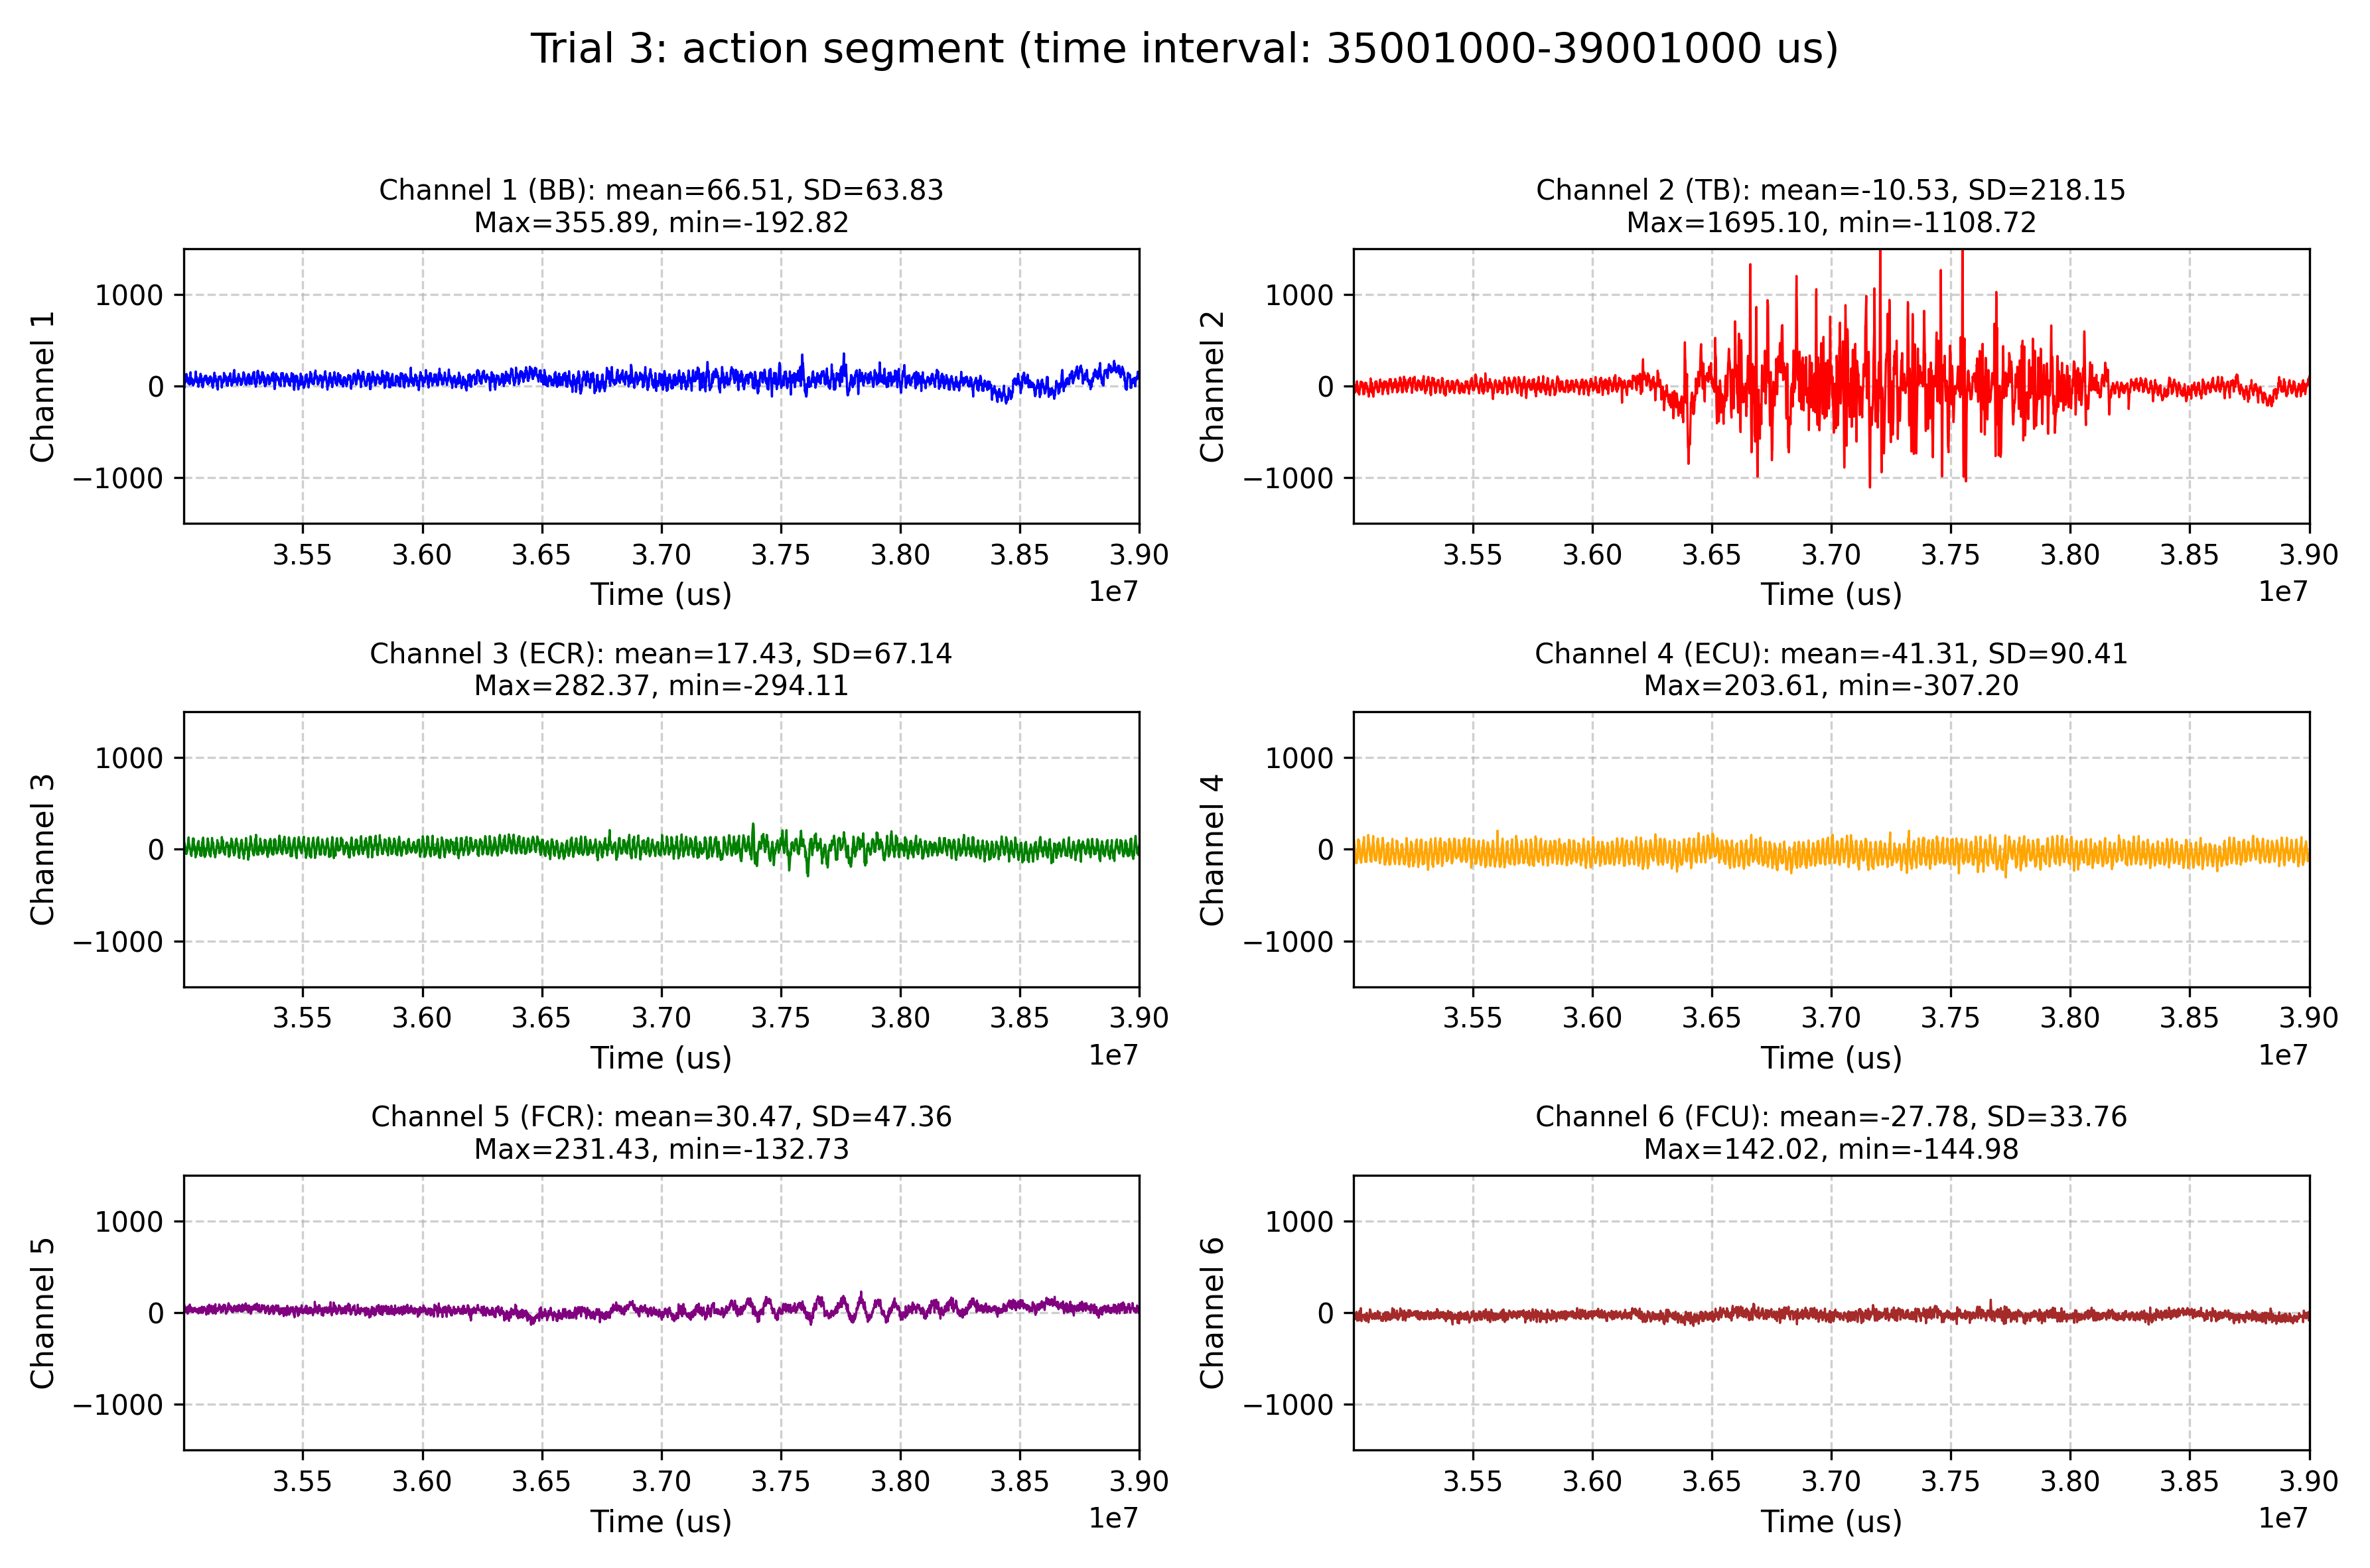 Trial 3: action segment (time interval: 35001000-39001000 us)
Channel 1 (BB): mean=66.51, SD=63.83
Max=355.89, min=-192.82
Channel 1
1000
0
−1000
3.55 3.60 3.65 3.70 3.75 3.80 3.85 3.90
Time (us)
1e7
Channel 2 (TB): mean=-10.53, SD=218.15
Max=1695.10, min=-1108.72
Channel 2
1000
0
−1000
3.55 3.60 3.65 3.70 3.75 3.80 3.85 3.90
Time (us)
1e7
Channel 3 (ECR): mean=17.43, SD=67.14
Max=282.37, min=-294.11
Channel 3
1000
0
−1000
3.55 3.60 3.65 3.70 3.75 3.80 3.85 3.90
Time (us)
1e7
Channel 4 (ECU): mean=-41.31, SD=90.41
Max=203.61, min=-307.20
Channel 4
1000
0
−1000
3.55 3.60 3.65 3.70 3.75 3.80 3.85 3.90
Time (us)
1e7
Channel 5 (FCR): mean=30.47, SD=47.36
Max=231.43, min=-132.73
Channel 5
1000
0
−1000
3.55 3.60 3.65 3.70 3.75 3.80 3.85 3.90
Time (us)
1e7
Channel 6 (FCU): mean=-27.78, SD=33.76
Max=142.02, min=-144.98
Channel 6
1000
0
−1000
3.55 3.60 3.65 3.70 3.75 3.80 3.85 3.90
Time (us)
1e7